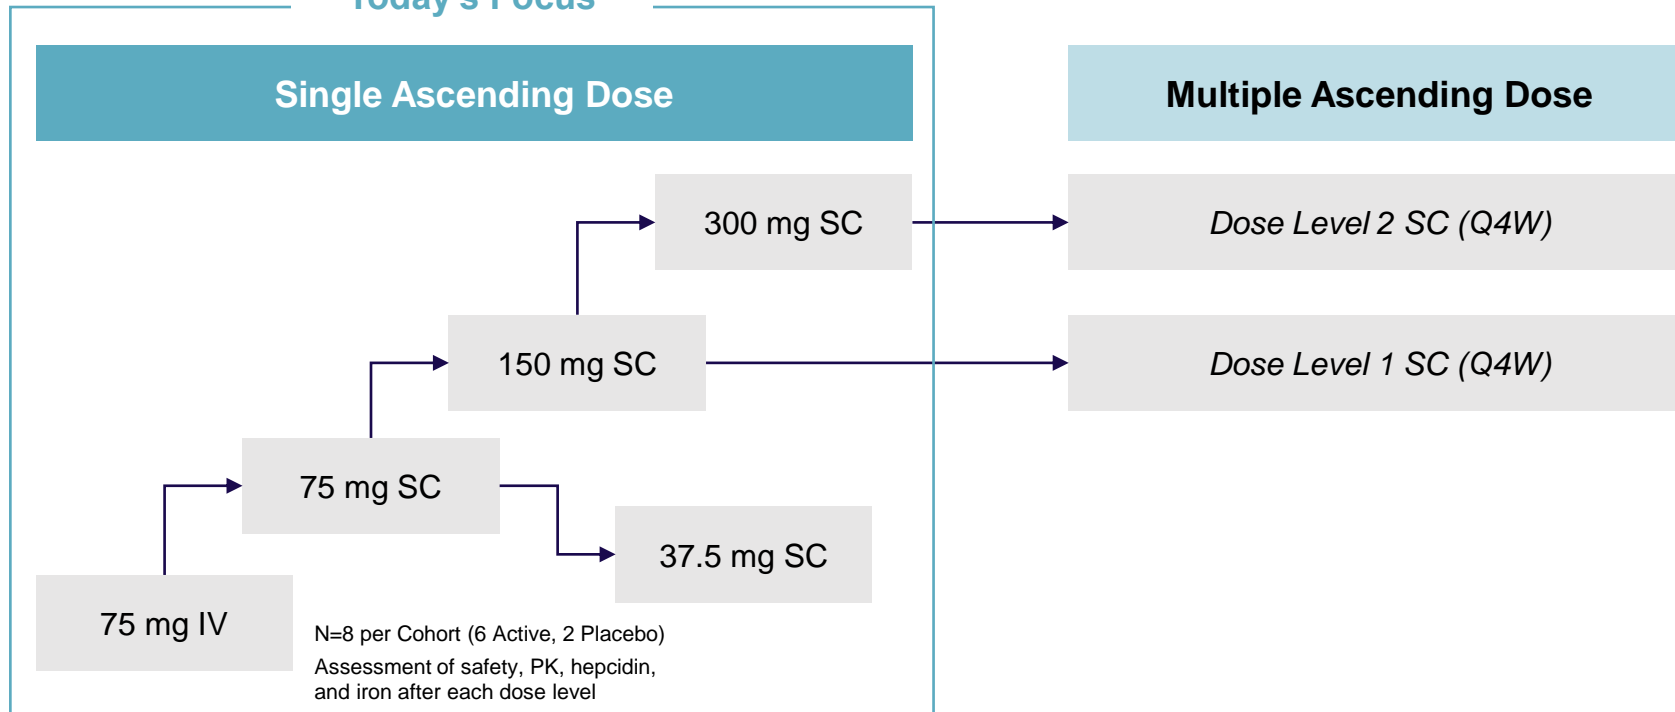 Today's Focus
Single Ascending Dose
Multiple Ascending Dose
300 mg SC
Dose Level 2 SC (Q4W)
150 mg SC
Dose Level 1 SC (Q4W)
75 mg SC
37.5 mg SC
75 mg IV
N=8 per Cohort (6 Active, 2 Placebo)
Assessment of safety, PK, hepcidin,
and iron after each dose level